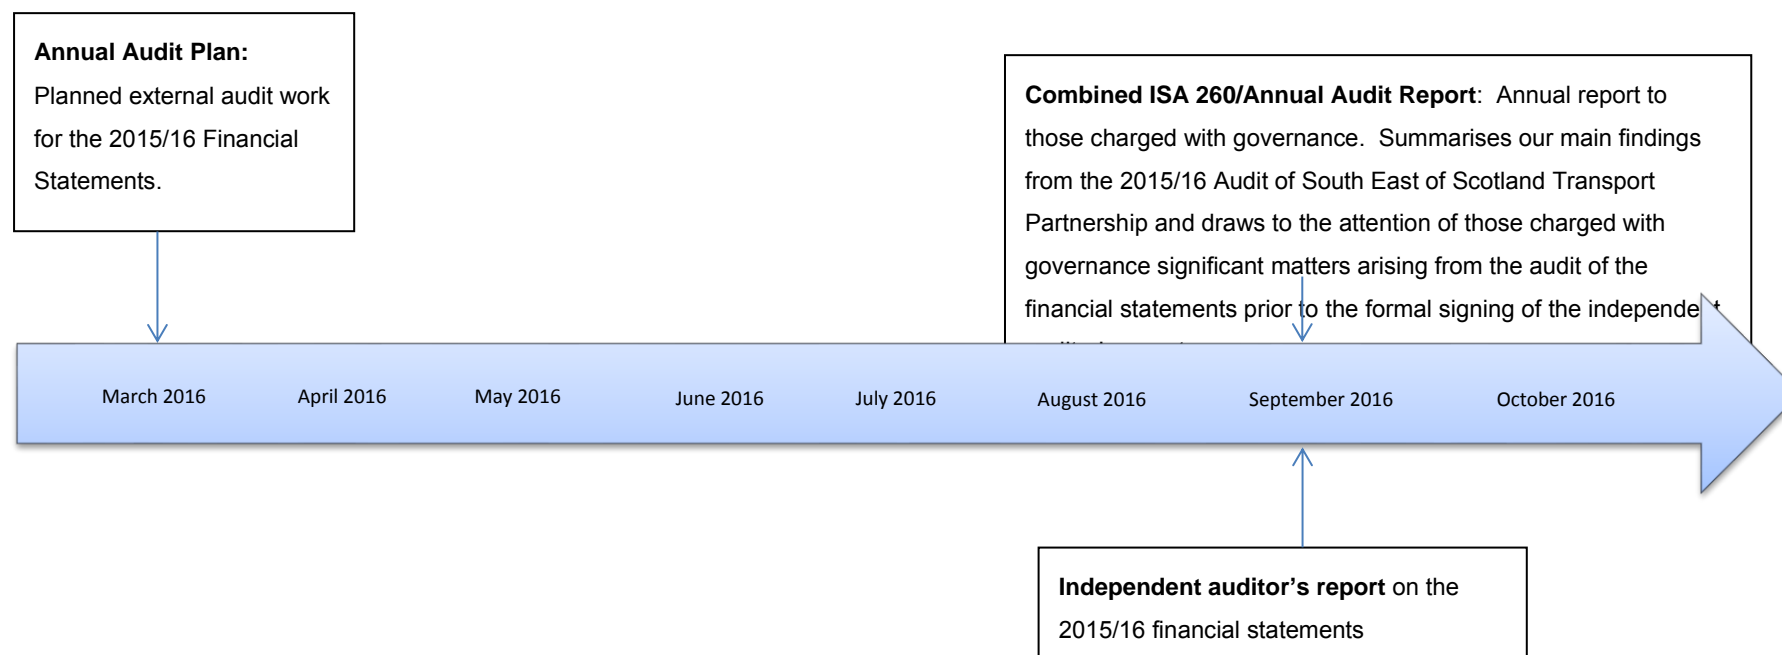 Annual Audit Plan:
Planned external audit work
for the 2015/16 Financial
Statements.
Combined ISA 260/Annual Audit Report:  Annual report to
those charged with governance.  Summarises our main findings
from the 2015/16 Audit of South East of Scotland Transport
Partnership and draws to the attention of those charged with
governance significant matters arising from the audit of the
financial statements prior to the formal signing of the independent
March 2016
April 2016
May 2016
June 2016
July 2016
August 2016
September 2016
October 2016
Independent auditor’s report on the
2015/16 financial statements